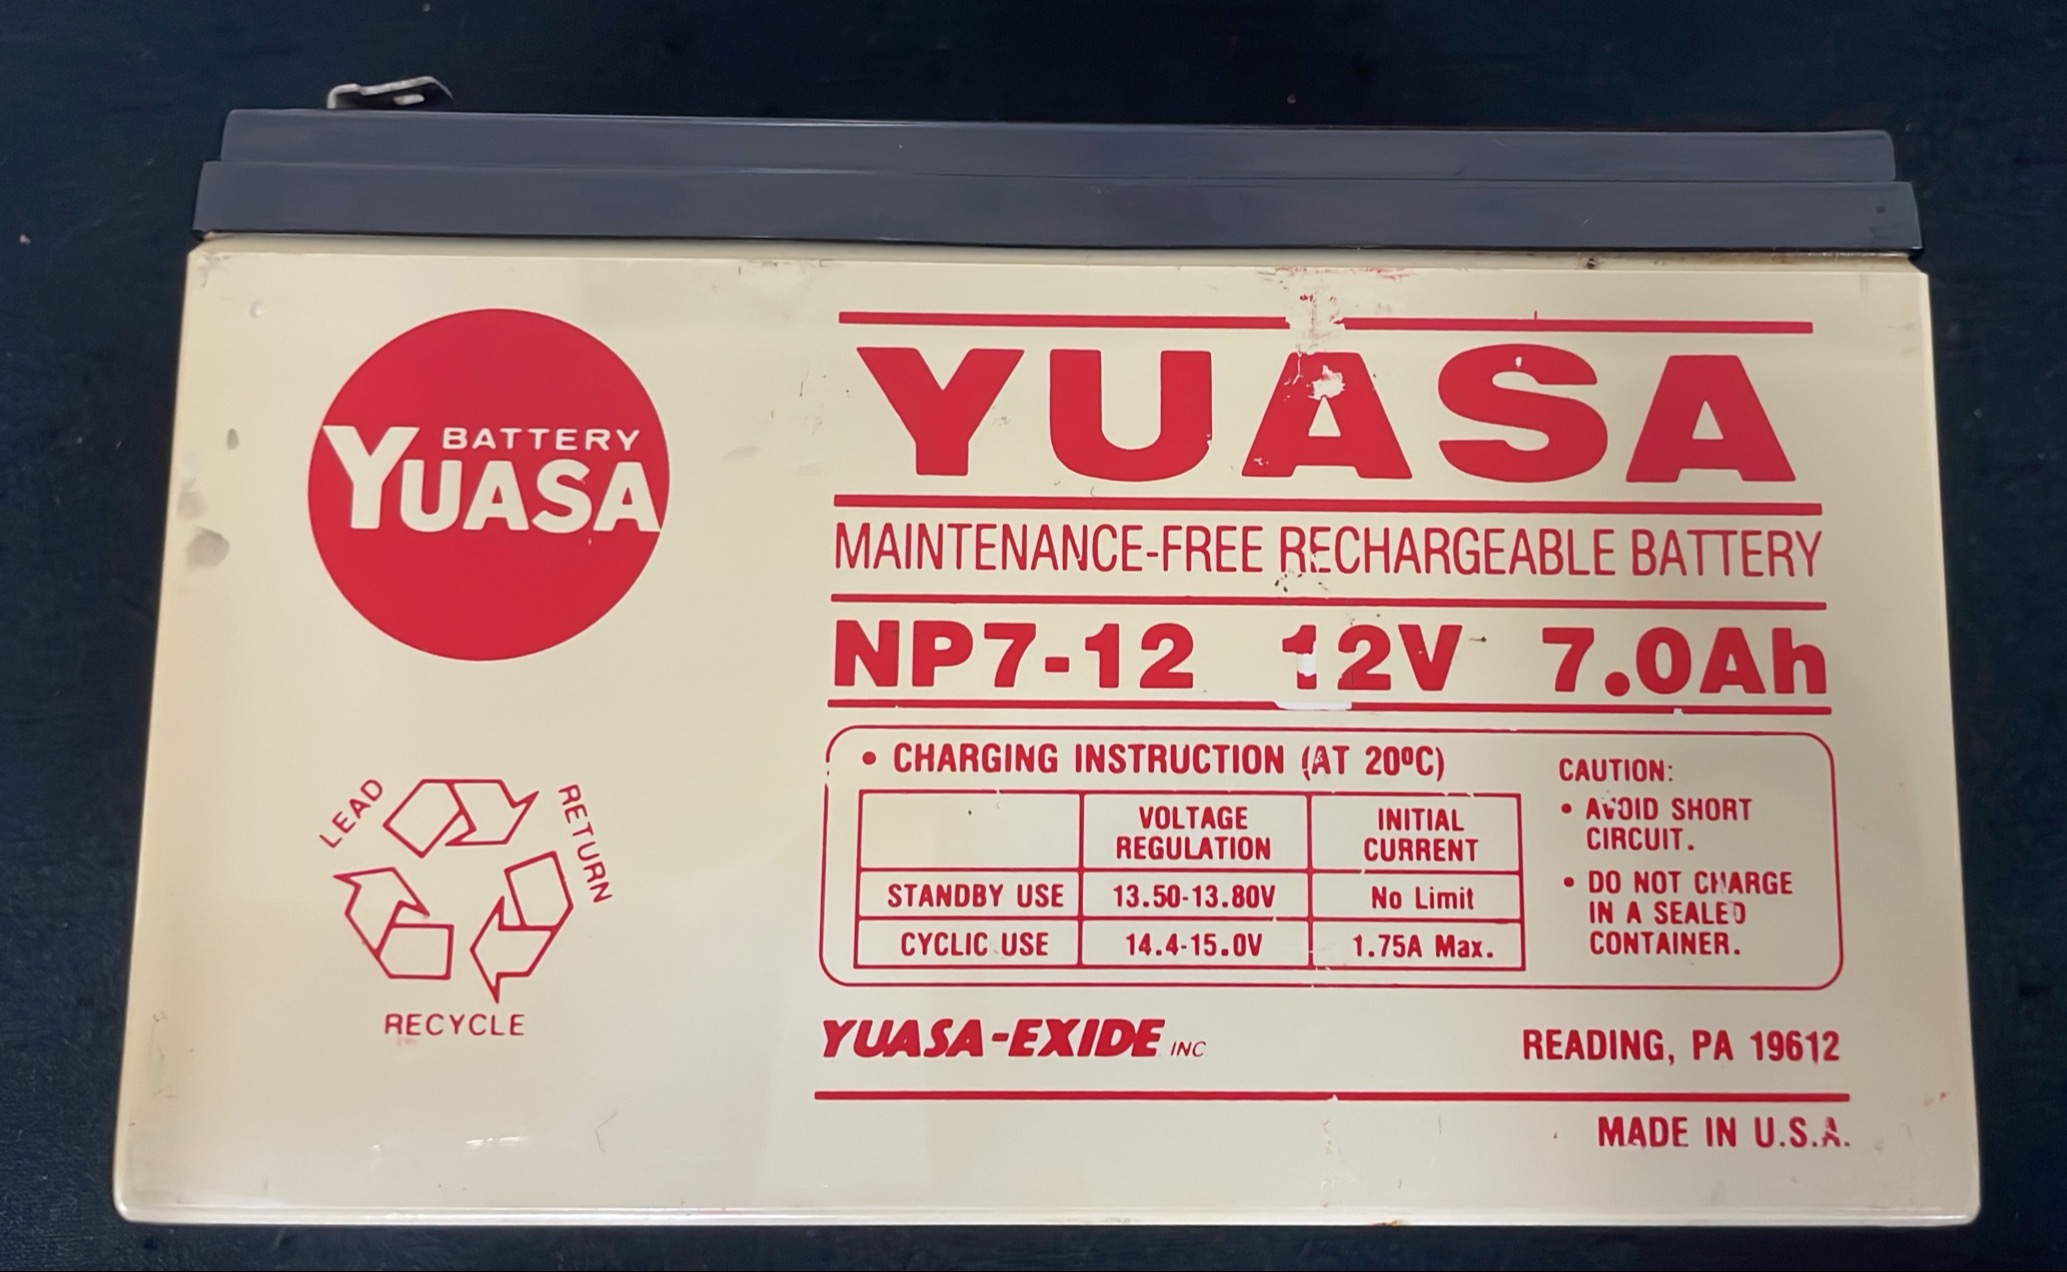 BATTERY
YUASA
YUASA
MAINTENANCE-FREE RECHARGEABLE BATTERY
NP7-12 12V 7.0Ah
• CHARGING INSTRUCTION (AT 20ºC)
VOLTAGE
REGULATION
INITIAL
CURRENT
STANDBY USE 13.50-13.80V No Limit
CYCLIC USE 14.4-15.0V 1.75A Max.
CAUTION:
• AVOID SHORT
CIRCUIT.
• DO NOT CHARGE
IN A SEALED
CONTAINER.
LEAD
RETURN
RECYCLE
YUASA-EXIDE INC
READING, PA 19612
MADE IN U.S.A.